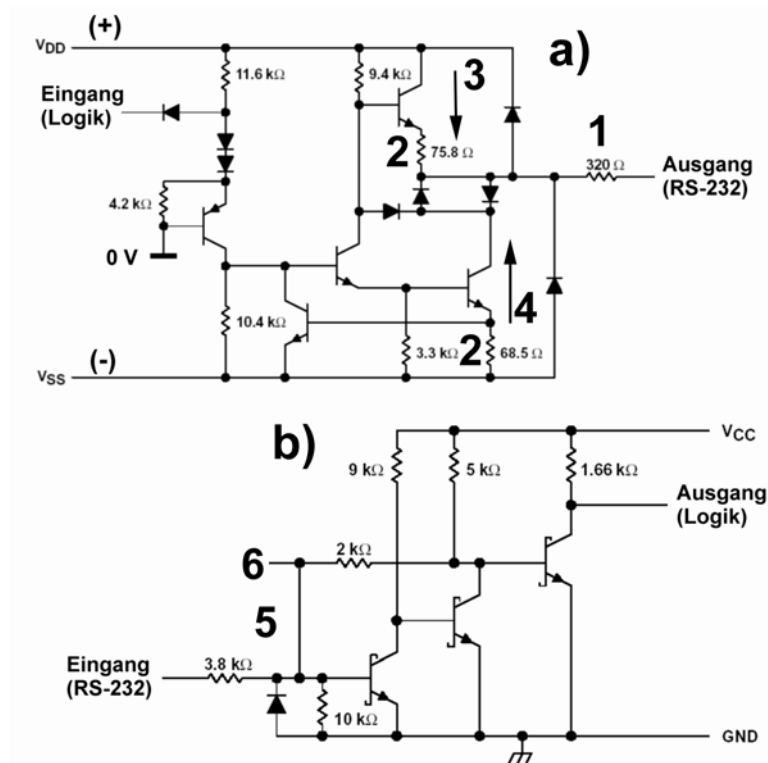 (+)
a)
VDD
11.6 kΩ
9.4 kΩ
3
Eingang
(Logik)
1
2
75.8 Ω
320 Ω
Ausgang
(RS-232)
4.2 kΩ
0 V
4
10.4 kΩ
3.3 kΩ
2
68.5 Ω
(-)
VSS
b)
VCC
9 kΩ
5 kΩ
1.66 kΩ
Ausgang
(Logik)
2 kΩ
6
5
Eingang
(RS-232)
3.8 kΩ
10 kΩ
GND